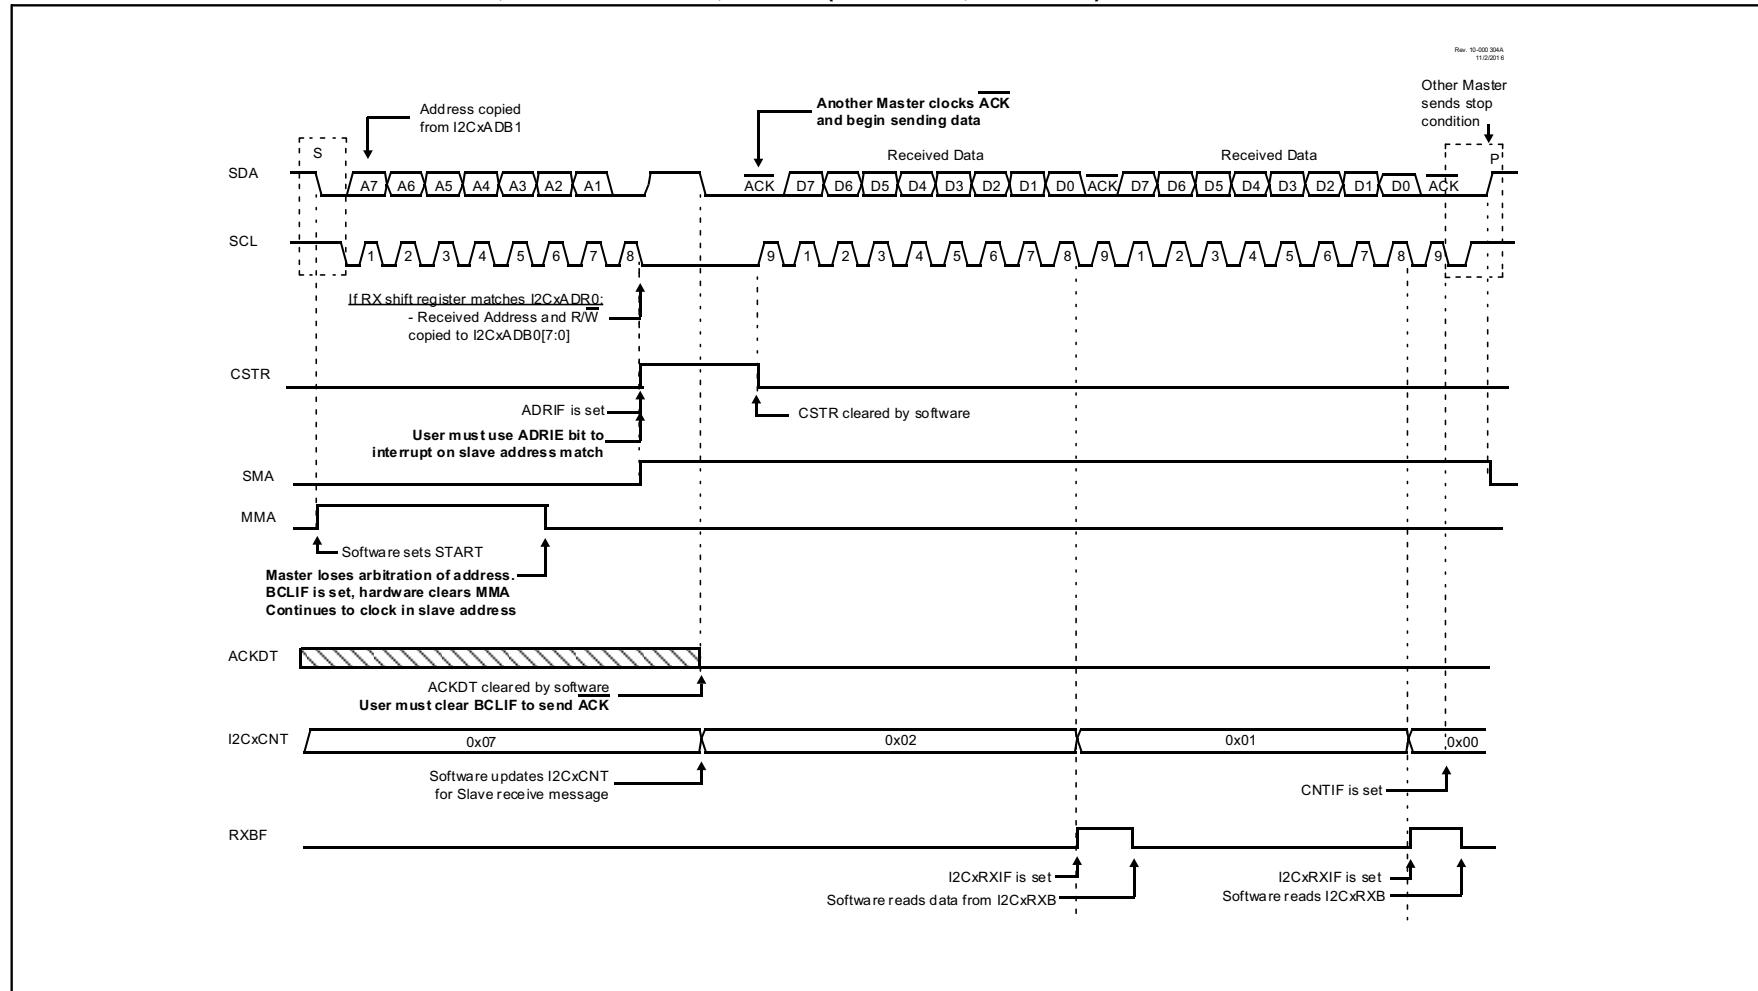 Rev. 10-000 304A
11/2/2016
Other Master
sends stop
condition
Address copied
from I2CxADB1
Another Master clocks ACK
and begin sending data
S
Received Data
Received Data
P
SDA
A7 A6 A5 A4 A3 A2 A1
ACK D7 D6 D5 D4 D3 D2 D1 D0 ACK D7 D6 D5 D4 D3 D2 D1 D0 ACK
SCL
1 2 3 4 5 6 7 8 9 1 2 3 4 5 6 7 8 9 1 2 3 4 5 6 7 8 9
If RX shift register matches I2CxADR0:
- Received Address and R/W
copied to I2CxADB0[7:0]
CSTR
ADRIF is set
CSTR cleared by software
User must use ADRIE bit to
interrupt on slave address match
SMA
MMA
Software sets START
Master loses arbitration of address.
BCLIF is set, hardware clears MMA
Continues to clock in slave address
ACKDT
ACKDT cleared by software
User must clear BCLIF to send ACK
I2CxCNT
0x07 0x02 0x01 0x00
Software updates I2CxCNT
for Slave receive message
CNTIF is set
RXBF
I2CxRXIF is set
Software reads data from I2CxRXB
I2CxRXIF is set
Software reads I2CxRXB